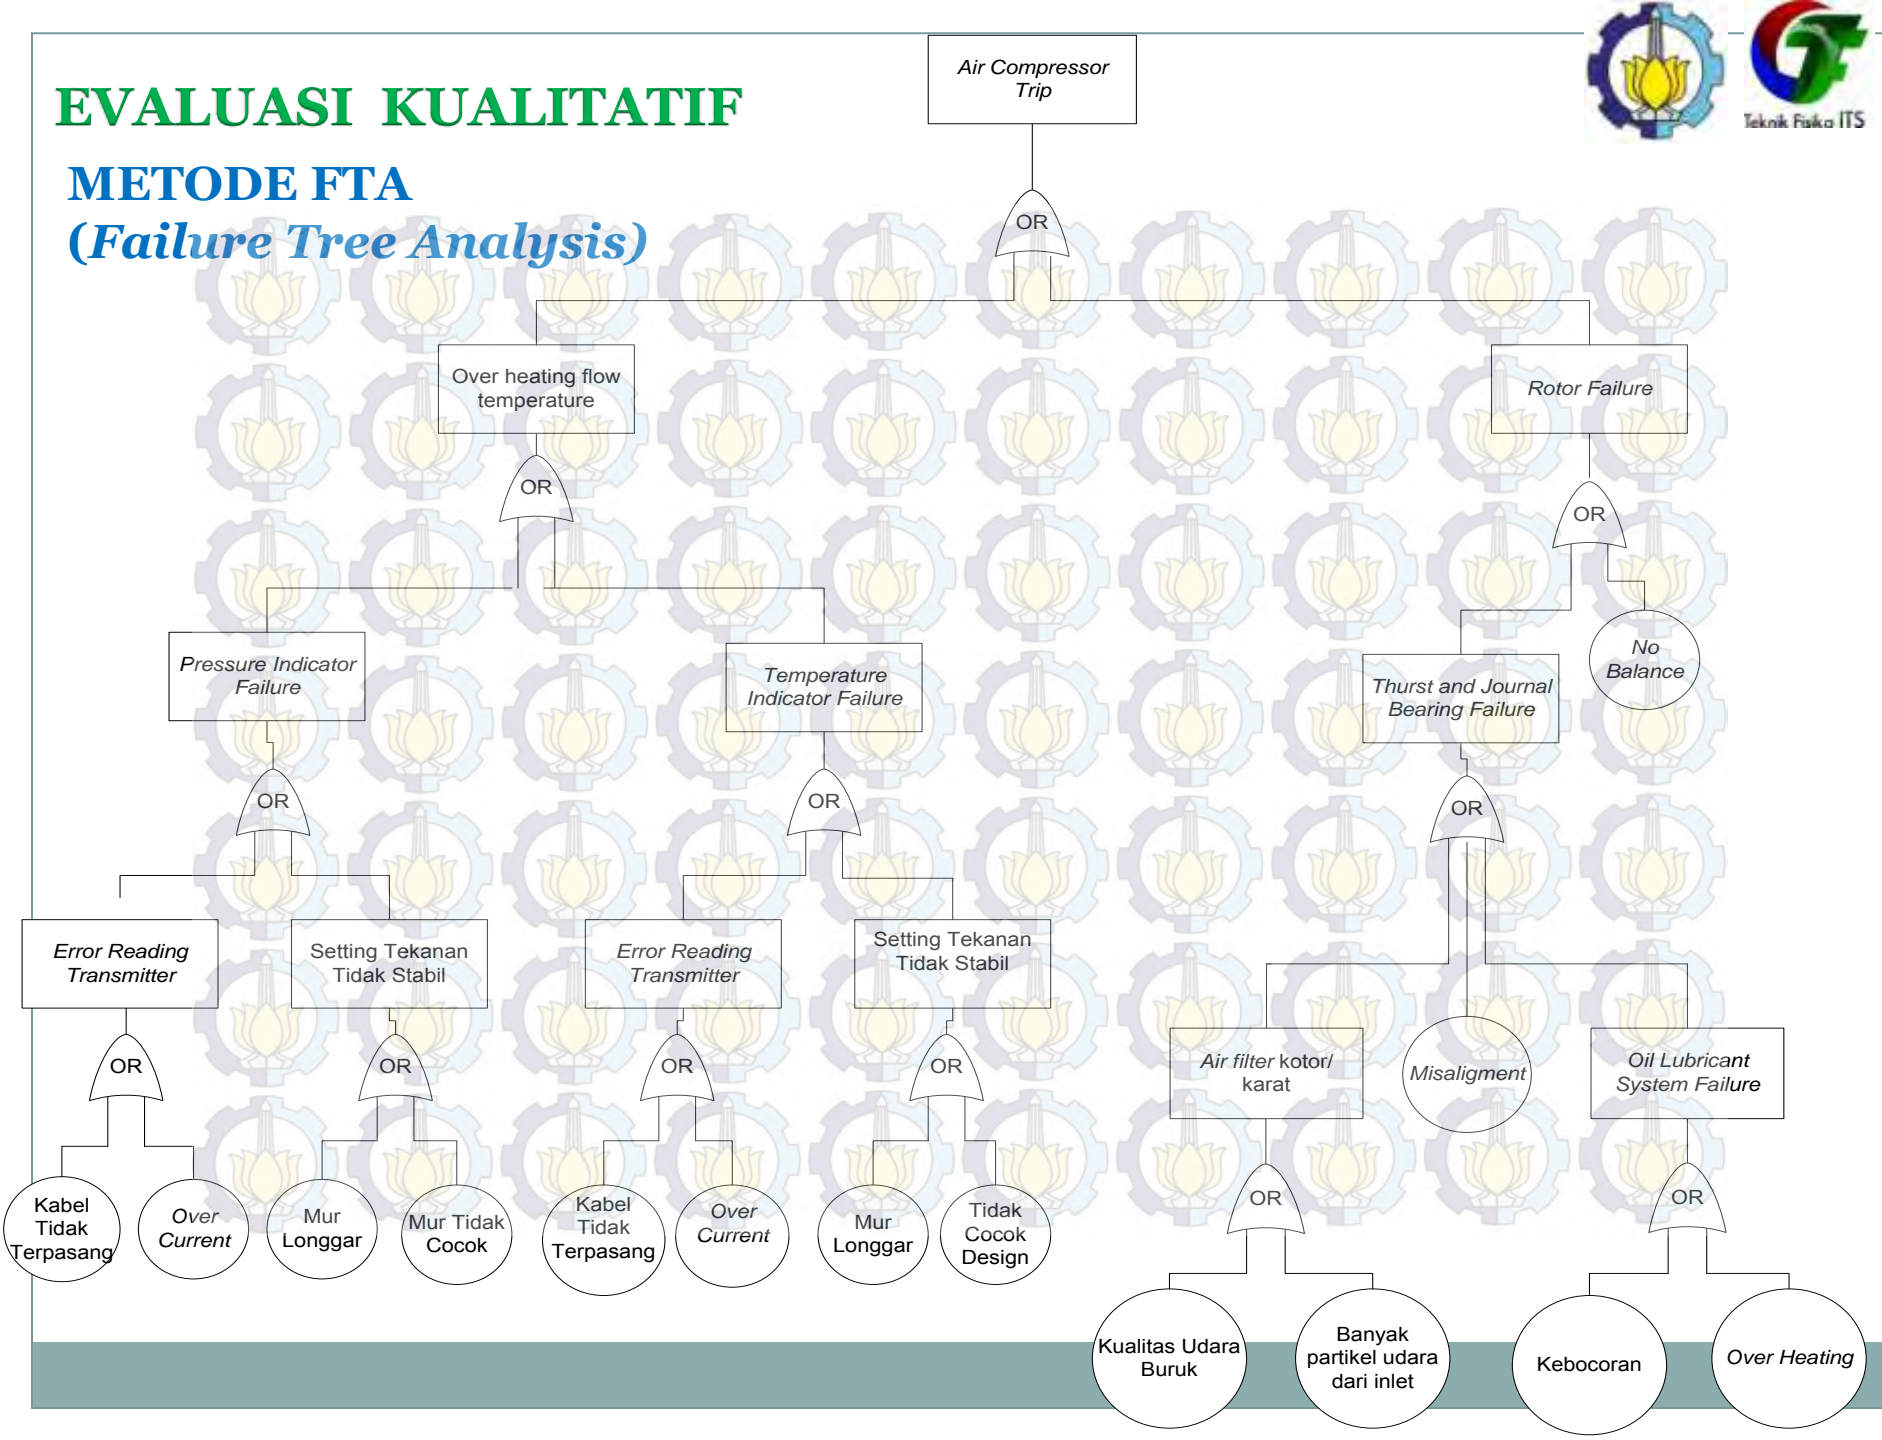 EVALUASI KUALITATIF
METODE FTA
(Failure Tree Analysis)
Teknik Fisika ITS
Air Compressor
Trip
OR
Over heating flow
temperature
Rotor Failure
OR
OR
Pressure Indicator
Failure
Temperature
Indicator Failure
Thurst and Journal
Bearing Failure
No
Balance
OR
OR
OR
Error Reading
Transmitter
Setting Tekanan
Tidak Stabil
Error Reading
Transmitter
Setting Tekanan
Tidak Stabil
Air filter kotor/
karat
Misaligment
Oil Lubricant
System Failure
OR
OR
OR
OR
OR
OR
Kabel
Tidak
Terpasang
Over
Current
Mur
Longgar
Mur Tidak
Cocok
Kabel
Tidak
Terpasang
Over
Current
Mur
Longgar
Tidak
Cocok
Design
Kualitas Udara
Buruk
Banyak
partikel udara
dari inlet
Kebocoran
Over Heating